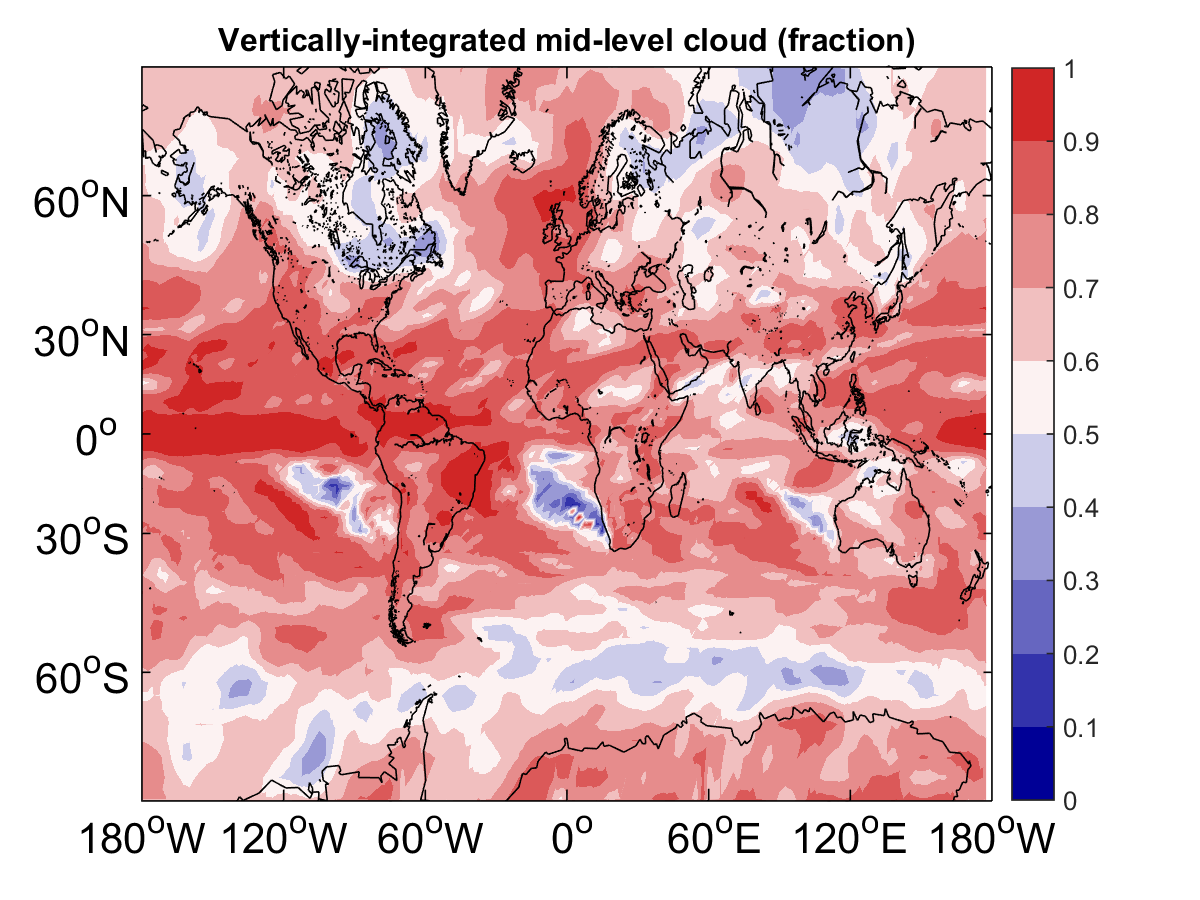 Vertically-integrated mid-level cloud (fraction)
60°N
30°N
0°
30°S
60°S
180°W 120°W 60°W 0° 60°E 120°E 180°W
1
0.9
0.8
0.7
0.6
0.5
0.4
0.3
0.2
0.1
0